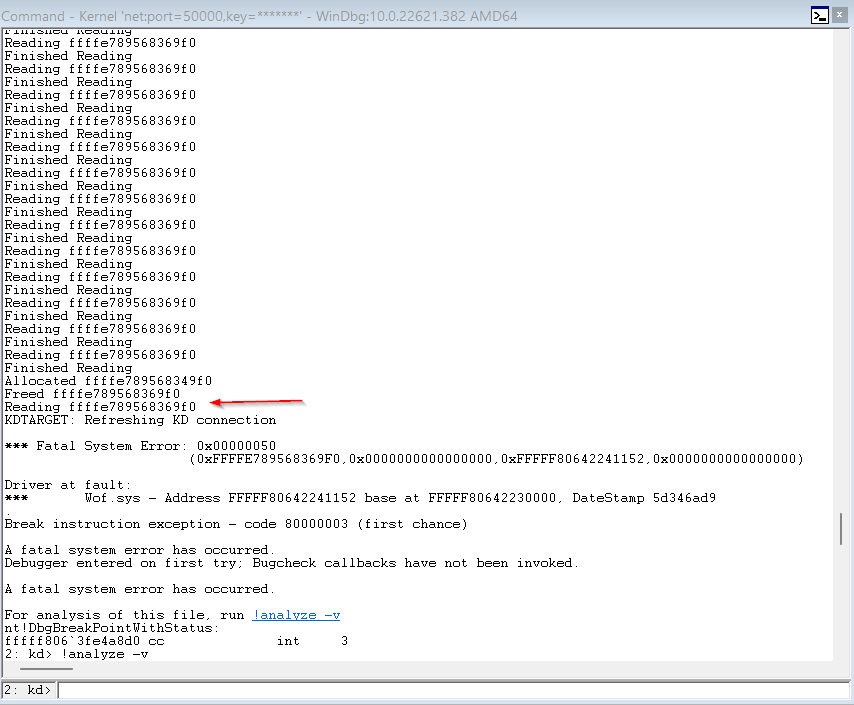 Command - Kernel 'net:port=50000,key=*******' - WinDbg:10.0.22621.382 AMD64
Finished Reading
Reading ffffe789568369f0
Finished Reading
Reading ffffe789568369f0
Finished Reading
Reading ffffe789568369f0
Finished Reading
Reading ffffe789568369f0
Finished Reading
Reading ffffe789568369f0
Finished Reading
Reading ffffe789568369f0
Finished Reading
Reading ffffe789568369f0
Finished Reading
Reading ffffe789568369f0
Finished Reading
Reading ffffe789568369f0
Finished Reading
Reading ffffe789568369f0
Finished Reading
Reading ffffe789568369f0
Finished Reading
Reading ffffe789568369f0
Finished Reading
Reading ffffe789568369f0
Finished Reading
Allocated ffffe789568349f0
Freed ffffe789568369f0
Reading ffffe789568369f0
KDTARGET: Refreshing KD connection
*** Fatal System Error: 0x00000050
(0xFFFFE789568369F0,0x0000000000000000,0xFFFFF80642241152,0x0000000000000000)
Driver at fault:
*** Wof.sys - Address FFFFF80642241152 base at FFFFF80642230000, DateStamp 5d346ad9
.
Break instruction exception - code 80000003 (first chance)
A fatal system error has occurred.
Debugger entered on first try; Bugcheck callbacks have not been invoked.
A fatal system error has occurred.
For analysis of this file, run !analyze -v
nt!DbgBreakPointWithStatus:
fffff806`3fe4a8d0 cc int 3
2: kd> !analyze -v
2: kd>